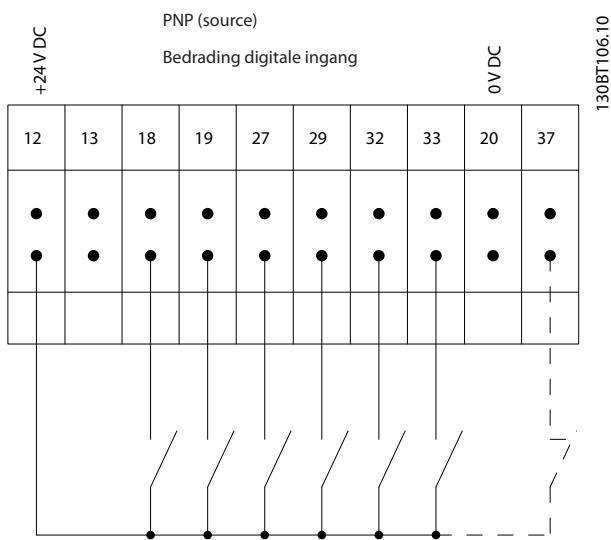 PNP (source)
Bedrading digitale ingang
+24 V DC
0 V DC
130BT106.10
12 13 18 19 27 29 32 33 20 37